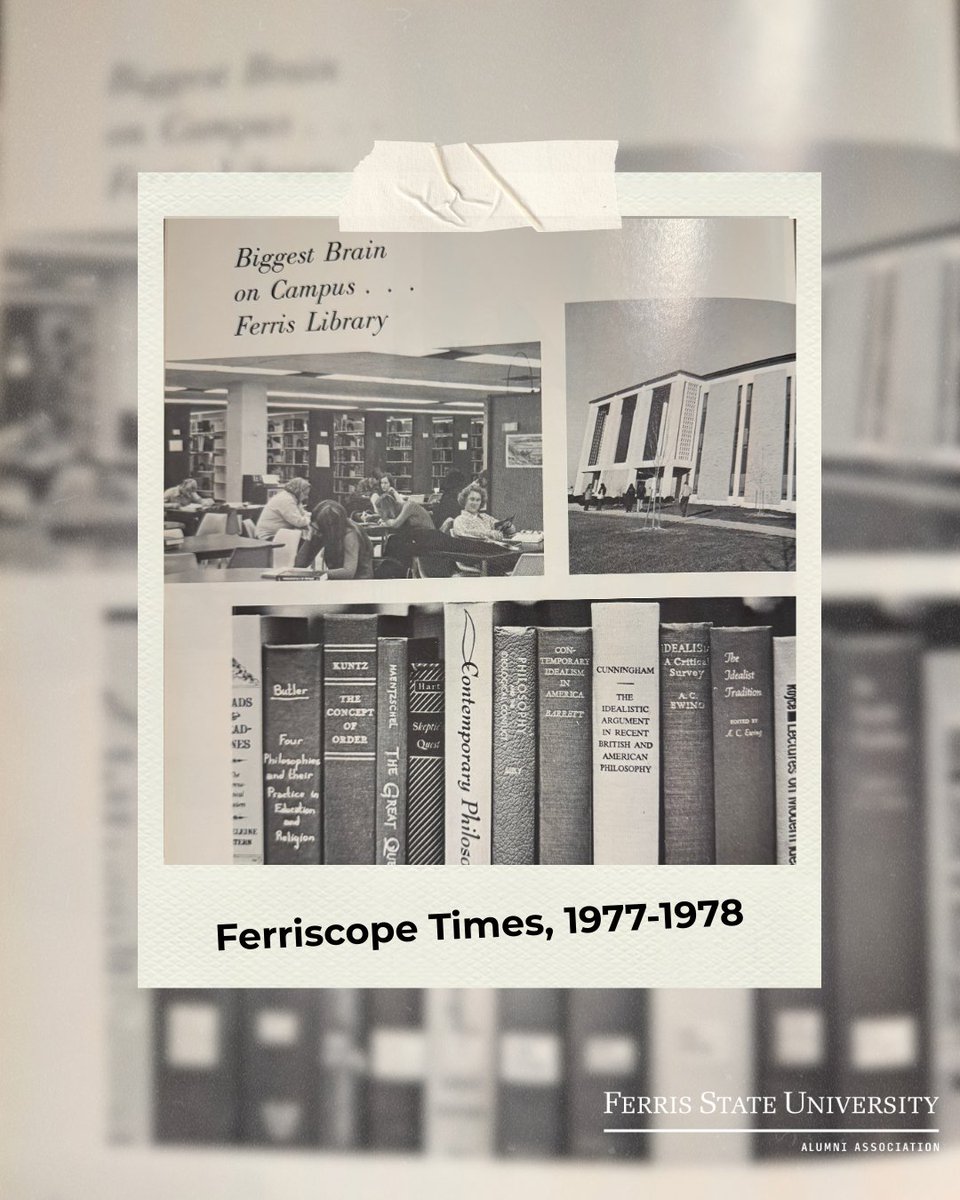 Biggest Brain
on Campus . . .
Ferris Library
Butler
Four
Philosophies
and their
Practice in
Education
and
Religion
KUNTZ
THE
CONCEPT
OF
ORDER
HAENTZSCHEL
THE GREAT
Hart
Skeptic
Quest
Contemporary
PHILOSOPHY
CON-
TEMPORARY
IDEALISM
IN
AMERICA
BARRETT
CUNNINGHAM
THE
IDEALISTIC
ARGUMENT
IN RECENT
BRITISH AND
AMERICAN
PHILOSOPHY
IDEALISM
A Critical
Survey
A. C.
EWING
The
Idealist
Tradition
EDITED BY
A. C. Ewing
Royce Lectures on Modern
Ferriscope Times, 1977-1978
FERRIS STATE UNIVERSITY
ALUMNI ASSOCIATION